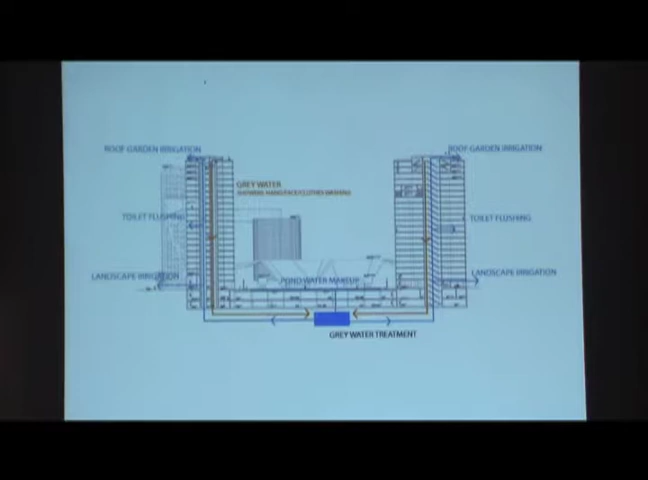 ROOF GARDEN IRRIGATION
ROOF GARDEN IRRIGATION
GREY WATER
TOILET FLUSHING
TOILET FLUSHING
LANDSCAPE IRRIGATION
POND WATER MAKEUP
LANDSCAPE IRRIGATION
GREY WATER TREATMENT